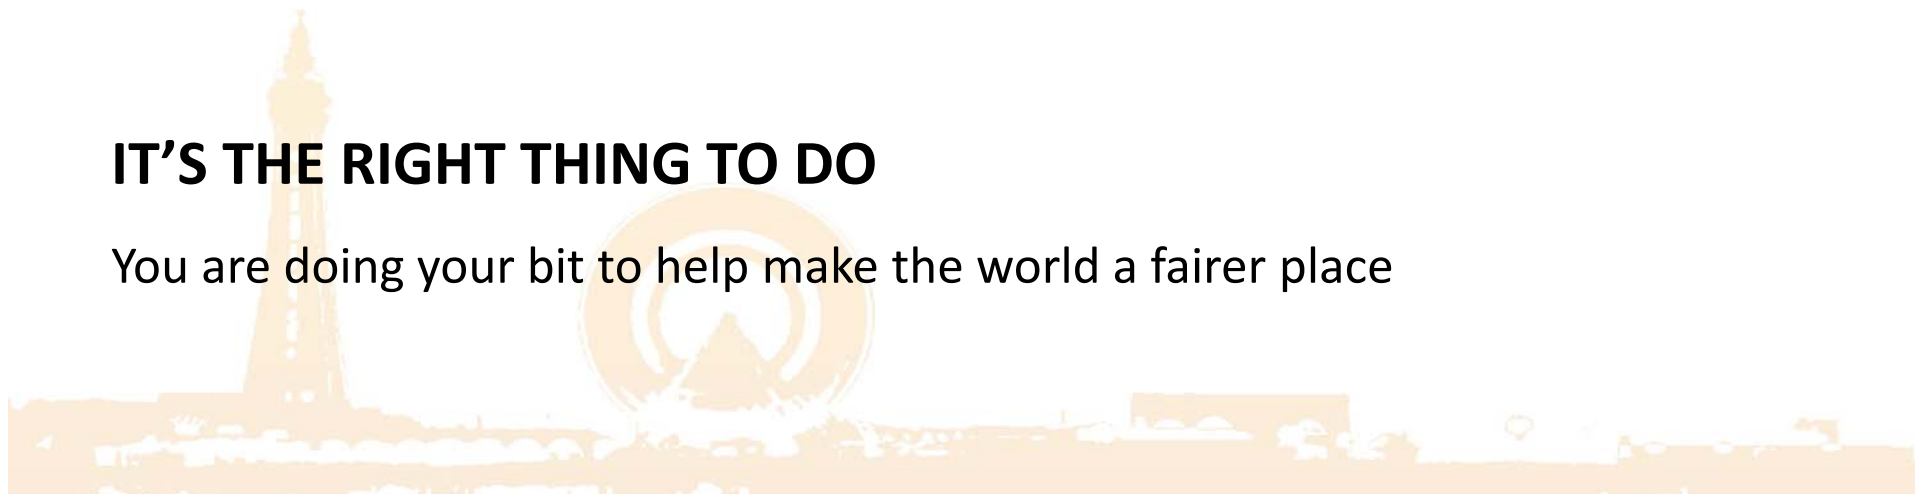 IT’S THE RIGHT THING TO DO
You are doing your bit to help make the world a fairer place